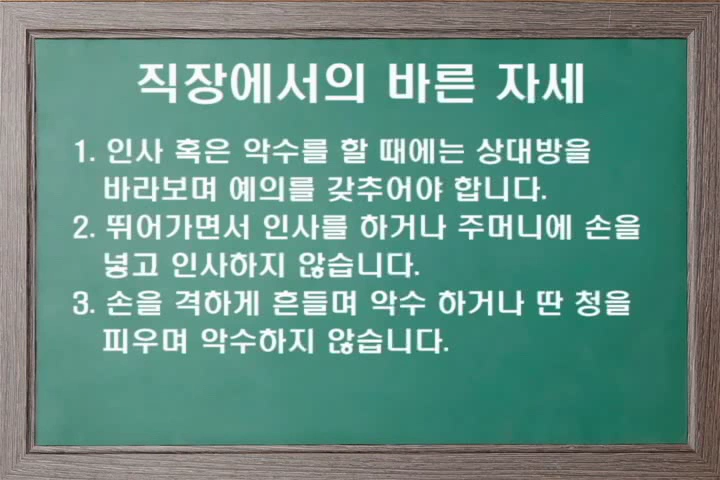 직장에서의 바른 자세
1. 인사 혹은 악수를 할 때에는 상대방을
바라보며 예의를 갖추어야 합니다.
2. 뛰어가면서 인사를 하거나 주머니에 손을
넣고 인사하지 않습니다.
3. 손을 격하게 흔들며 악수 하거나 딴 청을
피우며 악수하지 않습니다.